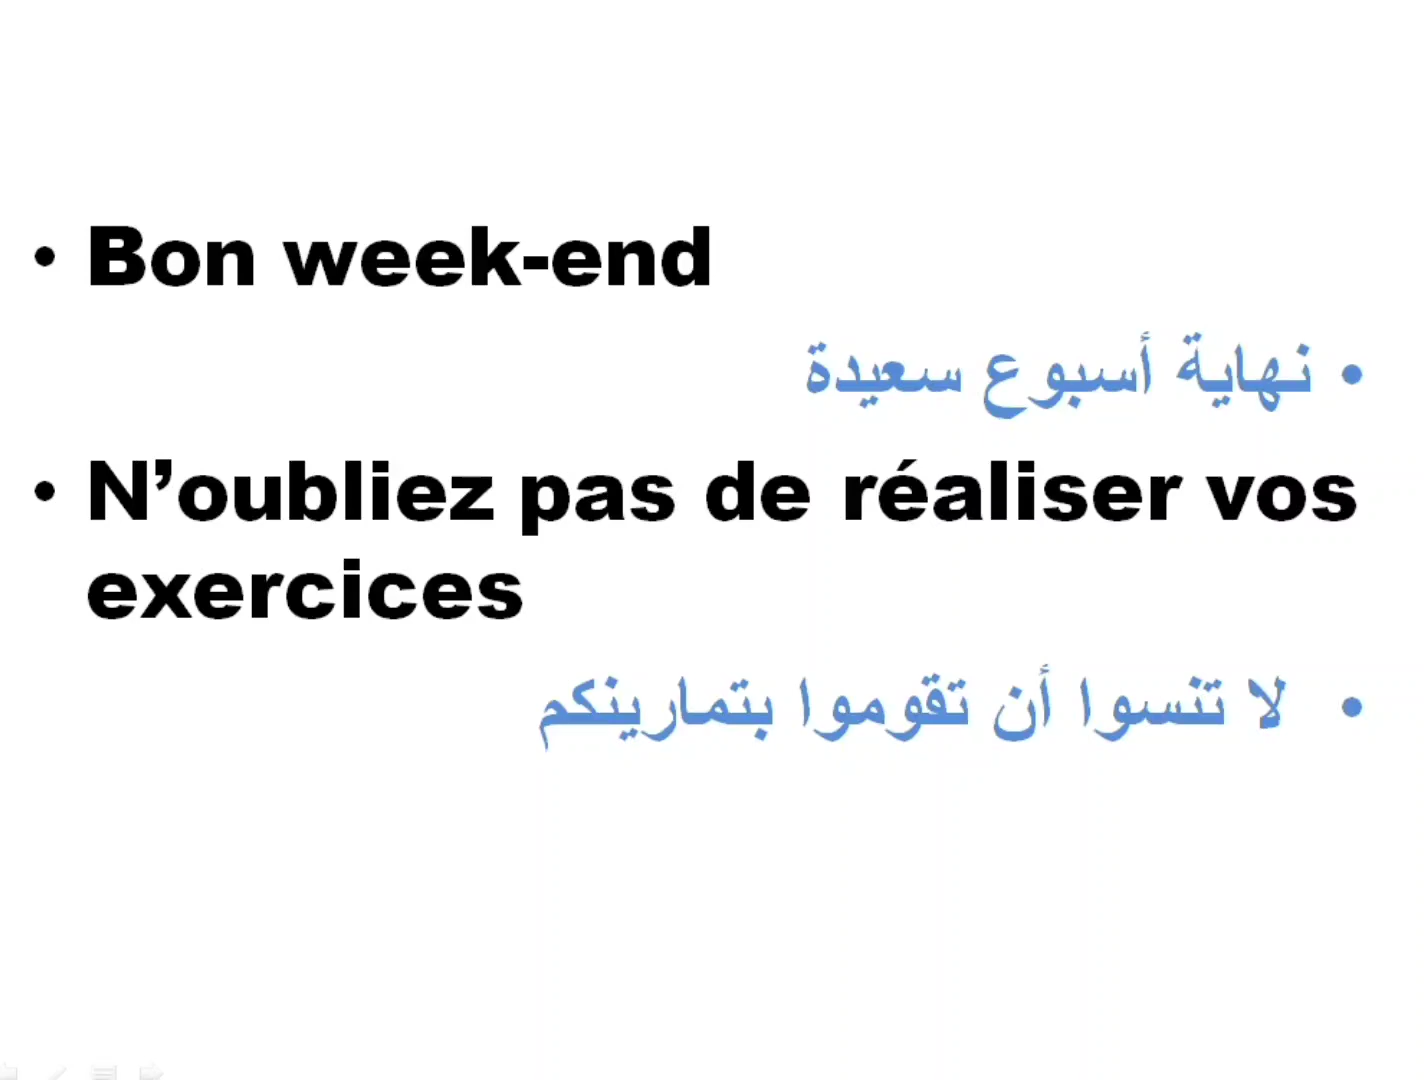 • Bon week-end
• نهاية أسبوع سعيدة
• N’oubliez pas de réaliser vos
exercices
• لا تنسوا أن تقوموا بتمارينكم